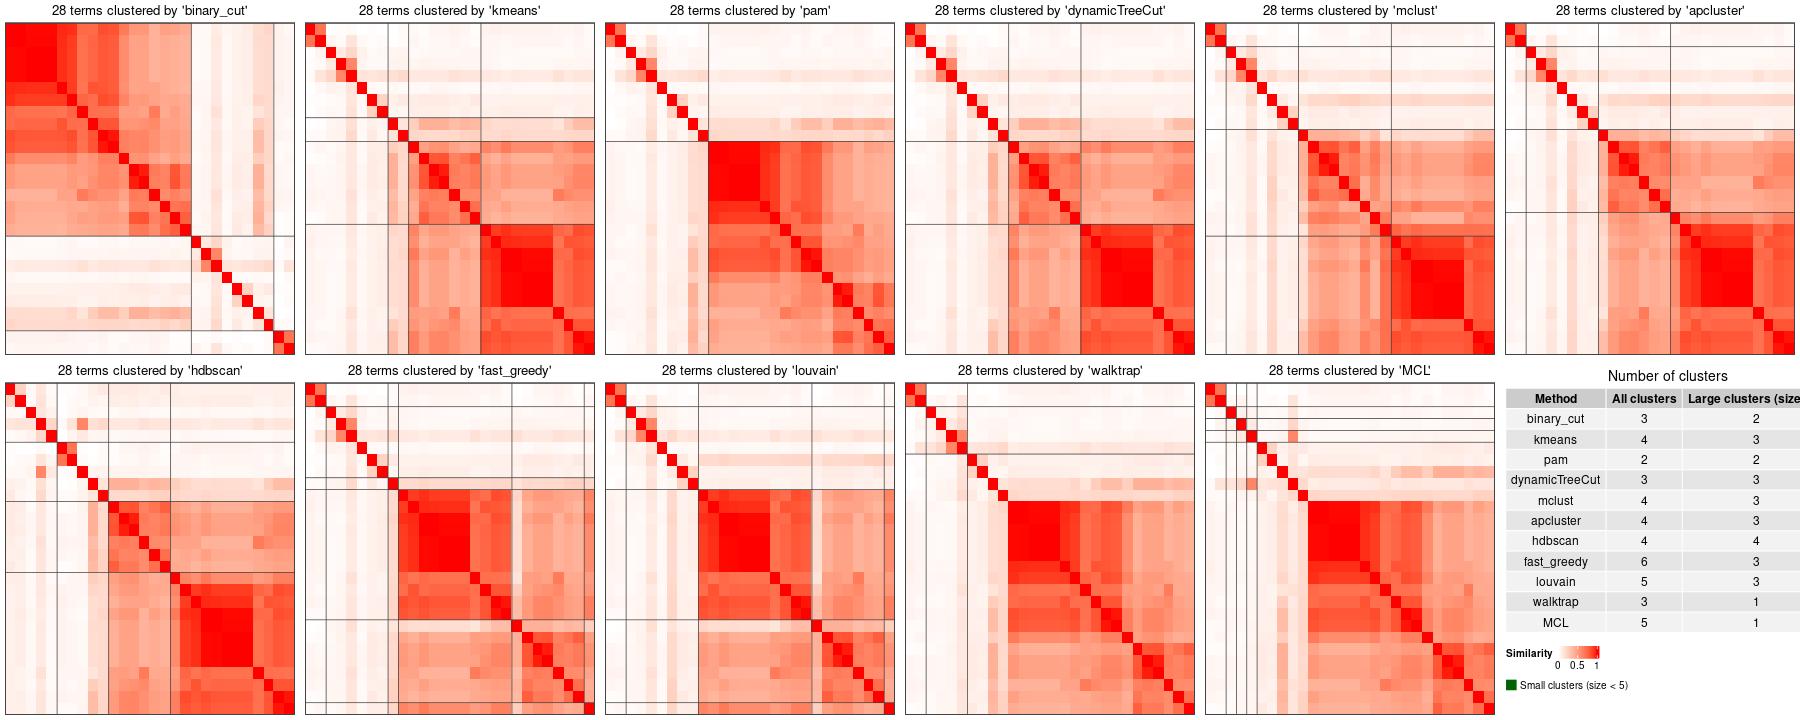 28 terms clustered by 'binary_cut'
28 terms clustered by 'kmeans'
28 terms clustered by 'pam'
28 terms clustered by 'dynamicTreeCut'
28 terms clustered by 'mclust'
28 terms clustered by 'apcluster'
28 terms clustered by 'hdbscan'
28 terms clustered by 'fast_greedy'
28 terms clustered by 'louvain'
28 terms clustered by 'walktrap'
28 terms clustered by 'MCL'
Number of clusters
Method All clusters Large clusters (size
binary_cut 3 2
kmeans 4 3
pam 2 2
dynamicTreeCut 3 3
mclust 4 3
apcluster 4 3
hdbscan 4 4
fast_greedy 6 3
louvain 5 3
walktrap 3 1
MCL 5 1
Similarity
0 0.5 1
Small clusters (size < 5)